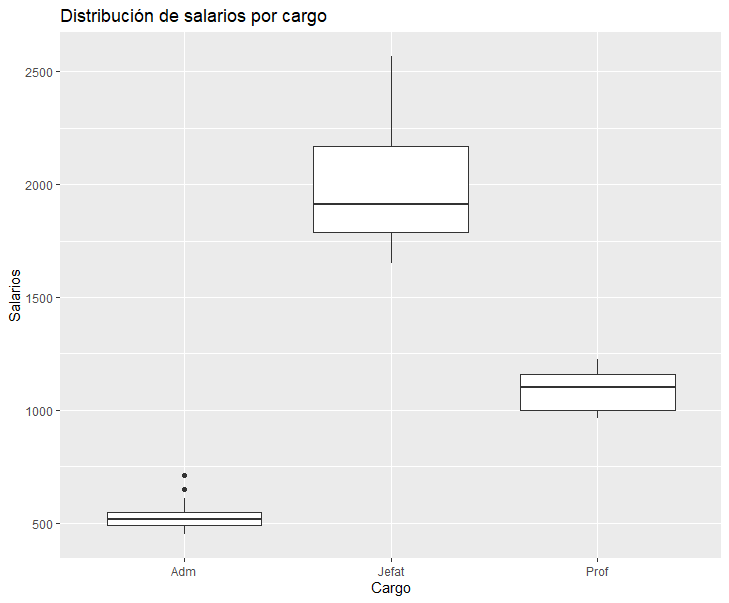 Distribución de salarios por cargo
2500
2000
1500
1000
500
Salarios
Adm Jefat Prof
Cargo